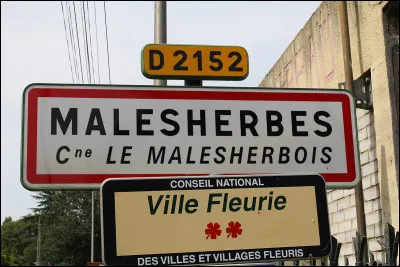 D 2152
MALESHERBES
Cne LE MALESHERBOIS
CONSEIL NATIONAL
Ville Fleurie
DES VILLES ET VILLAGES FLEURIS